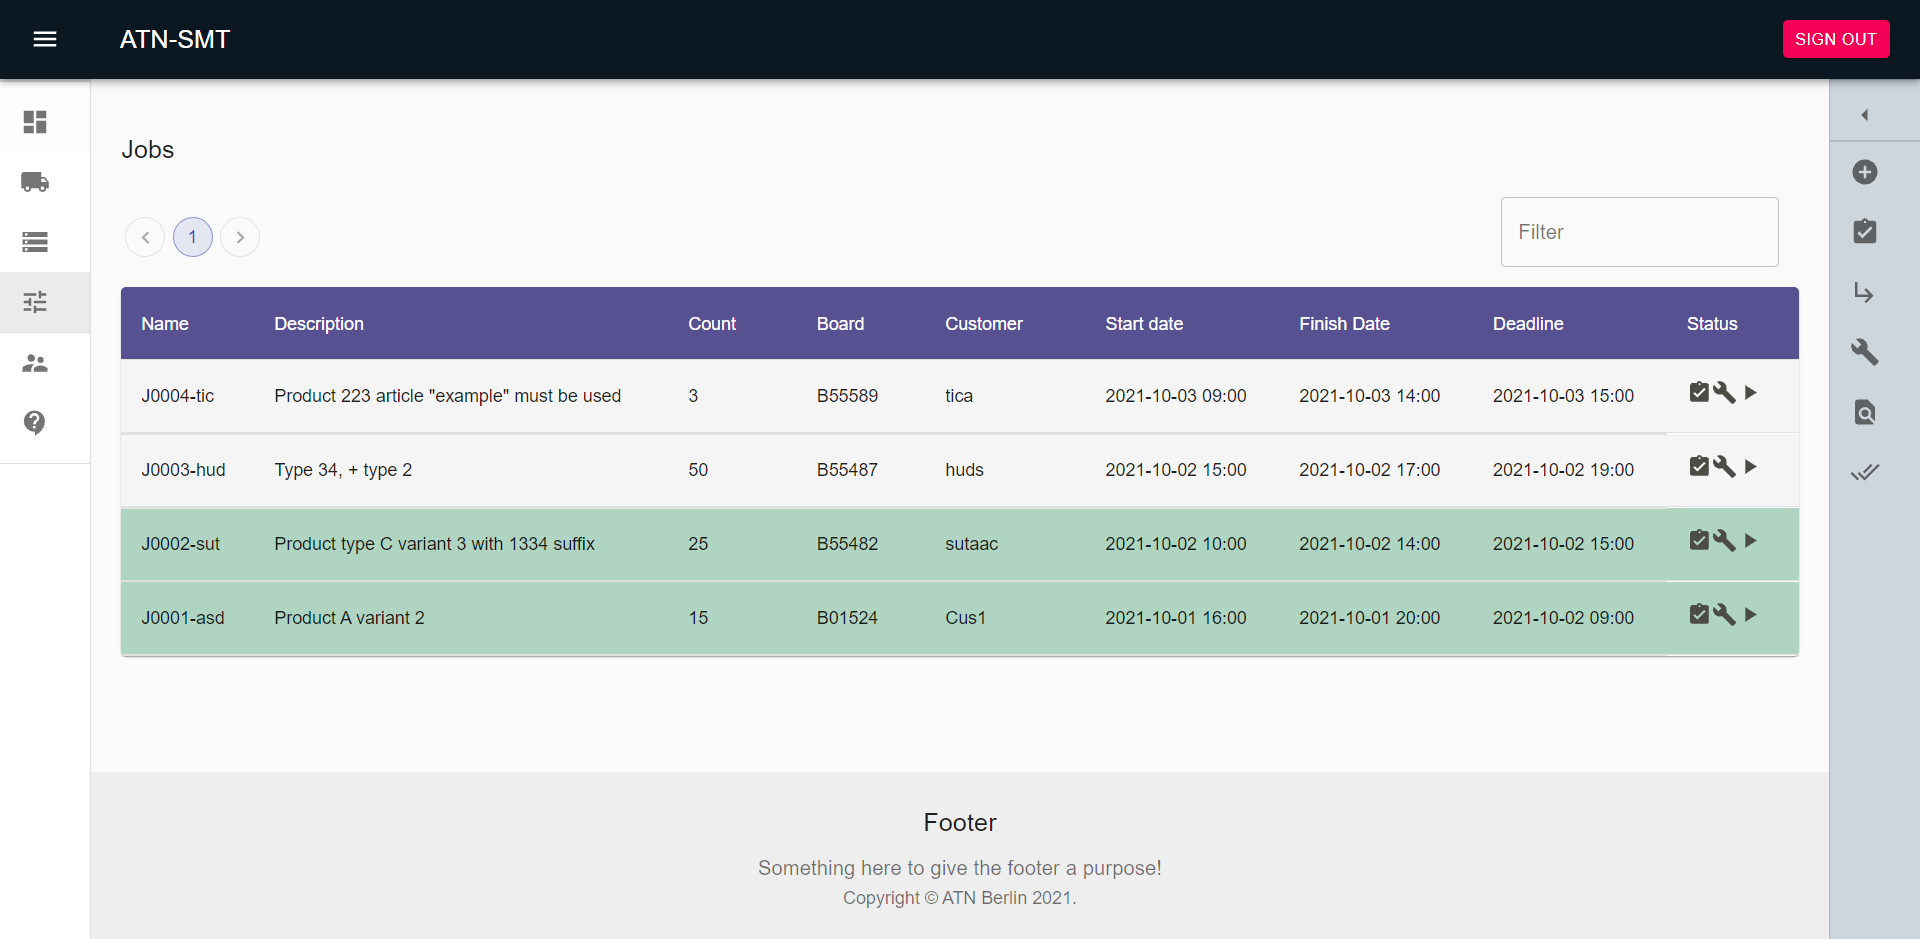 ATN-SMT
SIGN OUT
Jobs
1
Filter
Name Description Count Board Customer Start date Finish Date Deadline Status
J0004-tic Product 223 article "example" must be used 3 B55589 tica 2021-10-03 09:00 2021-10-03 14:00 2021-10-03 15:00
J0003-hud Type 34, + type 2 50 B55487 huds 2021-10-02 15:00 2021-10-02 17:00 2021-10-02 19:00
J0002-sut Product type C variant 3 with 1334 suffix 25 B55482 sutaac 2021-10-02 10:00 2021-10-02 14:00 2021-10-02 15:00
J0001-asd Product A variant 2 15 B01524 Cus1 2021-10-01 16:00 2021-10-01 20:00 2021-10-02 09:00
Footer
Something here to give the footer a purpose!
Copyright © ATN Berlin 2021.